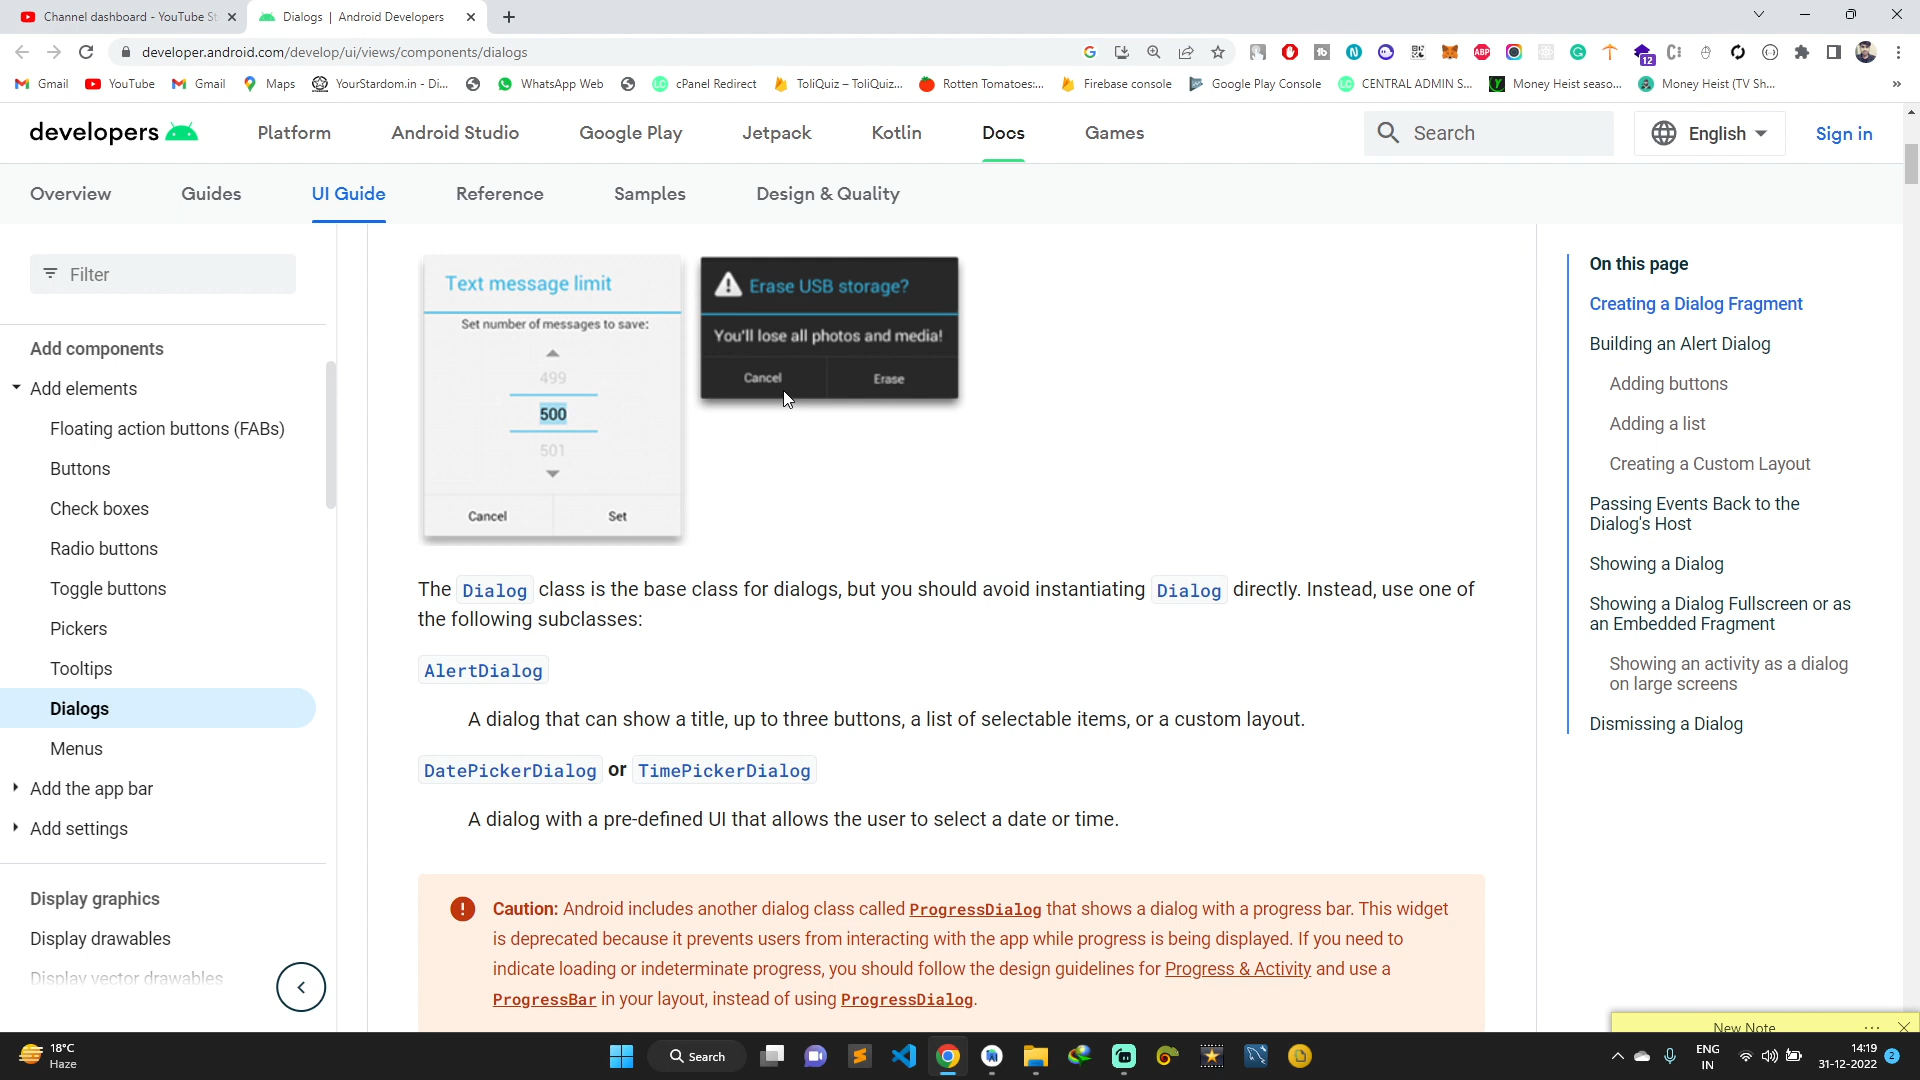 Channel dashboard - YouTube St
Dialogs | Android Developers
developer.android.com/develop/ui/views/components/dialogs
12
Gmail
YouTube
Gmail
Maps
YourStardom.in - Di...
WhatsApp Web
cPanel Redirect
ToliQuiz – ToliQuiz...
Rotten Tomatoes:...
Firebase console
Google Play Console
CENTRAL ADMIN S...
Money Heist seaso...
Money Heist (TV Sh...
developers
Platform
Android Studio
Google Play
Jetpack
Kotlin
Docs
Games
Search
English
Sign in
Overview
Guides
UI Guide
Reference
Samples
Design & Quality
Filter
Add components
Add elements
Floating action buttons (FABs)
Buttons
Check boxes
Radio buttons
Toggle buttons
Pickers
Tooltips
Dialogs
Menus
Add the app bar
Add settings
Display graphics
Display drawables
Display vector drawables
Text message limit
Set number of messages to save:
499
500
501
Cancel
Set
Erase USB storage?
You'll lose all photos and media!
Cancel
Erase
The Dialog class is the base class for dialogs, but you should avoid instantiating Dialog directly. Instead, use one of
the following subclasses:
AlertDialog
A dialog that can show a title, up to three buttons, a list of selectable items, or a custom layout.
DatePickerDialog or TimePickerDialog
A dialog with a pre-defined UI that allows the user to select a date or time.
Caution: Android includes another dialog class called ProgressDialog that shows a dialog with a progress bar. This widget
is deprecated because it prevents users from interacting with the app while progress is being displayed. If you need to
indicate loading or indeterminate progress, you should follow the design guidelines for Progress & Activity and use a
ProgressBar in your layout, instead of using ProgressDialog.
On this page
Creating a Dialog Fragment
Building an Alert Dialog
Adding buttons
Adding a list
Creating a Custom Layout
Passing Events Back to the
Dialog's Host
Showing a Dialog
Showing a Dialog Fullscreen or as
an Embedded Fragment
Showing an activity as a dialog
on large screens
Dismissing a Dialog
New Note
18°C
Haze
Search
ENG
IN
14:19
31-12-2022
2